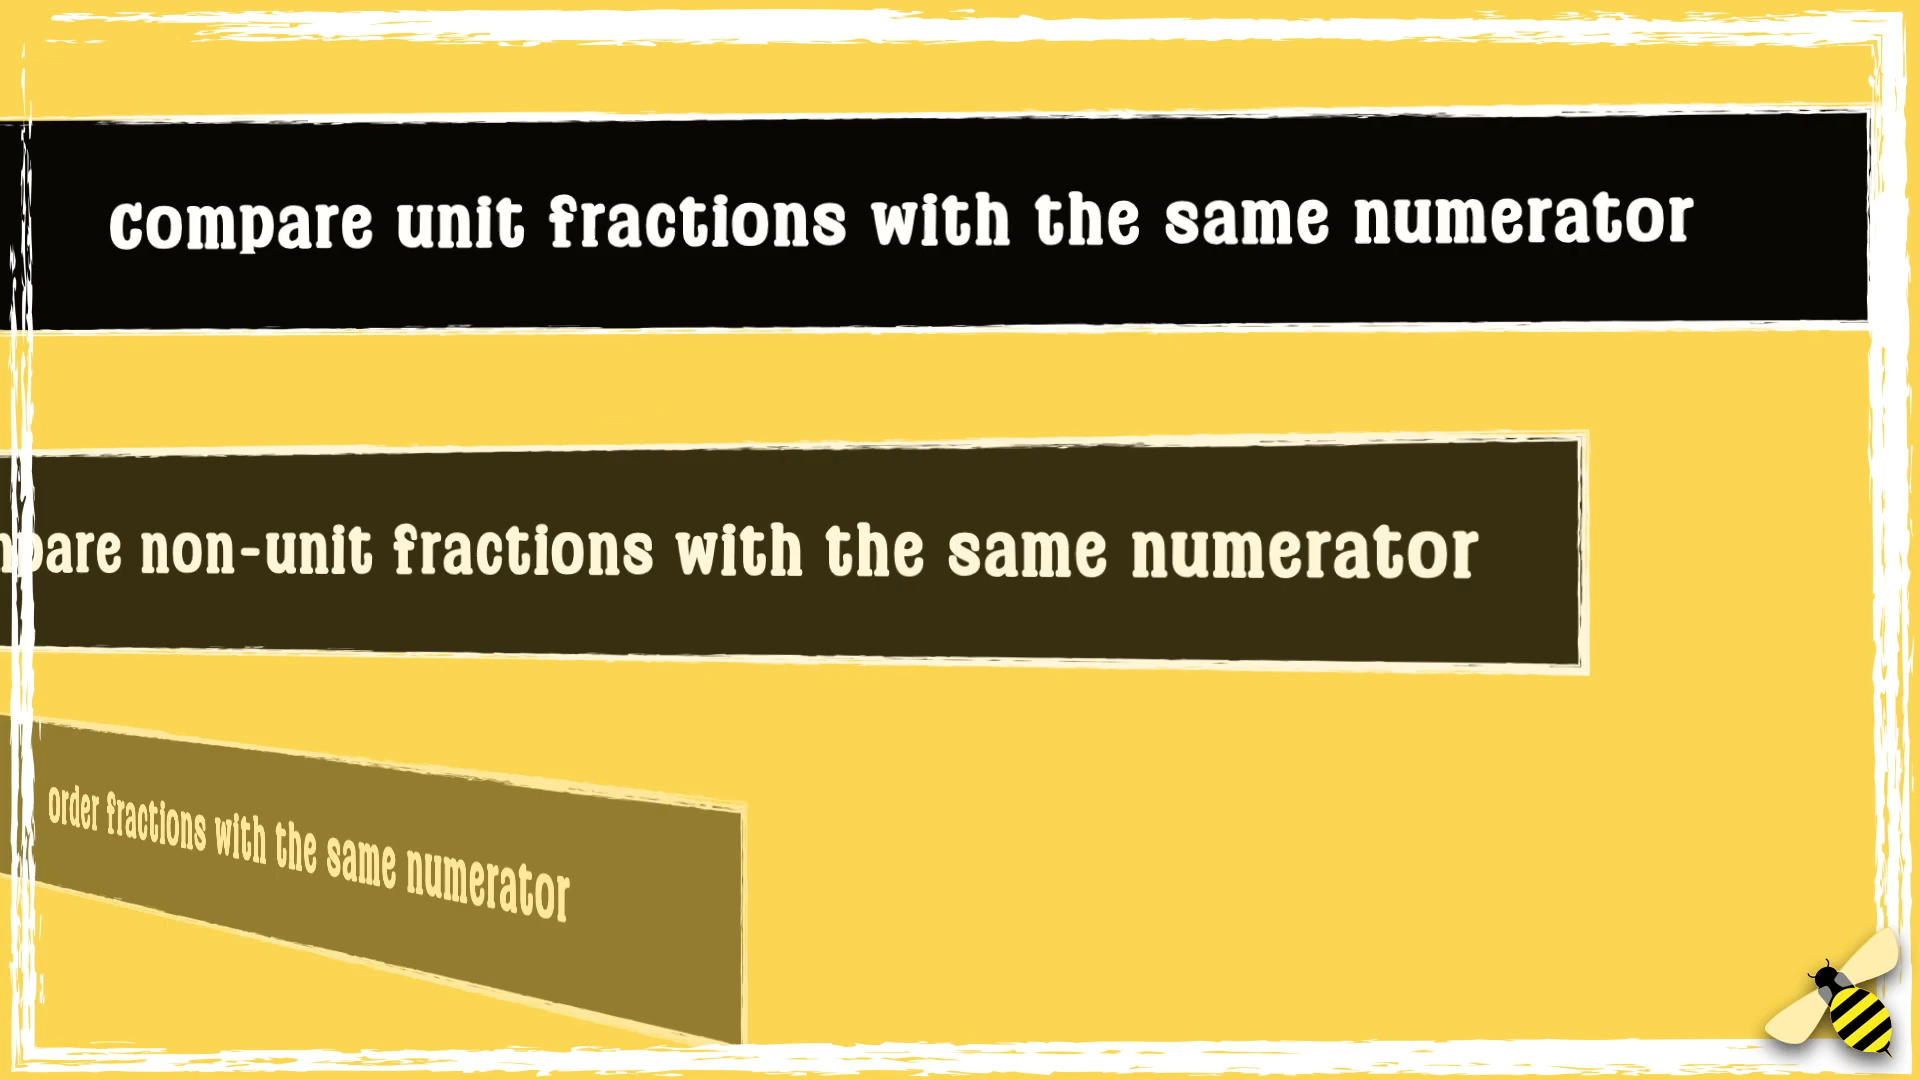 Compare unit fractions with the same numerator
mpare non-unit fractions with the same numerator
order fractions with the same numerator